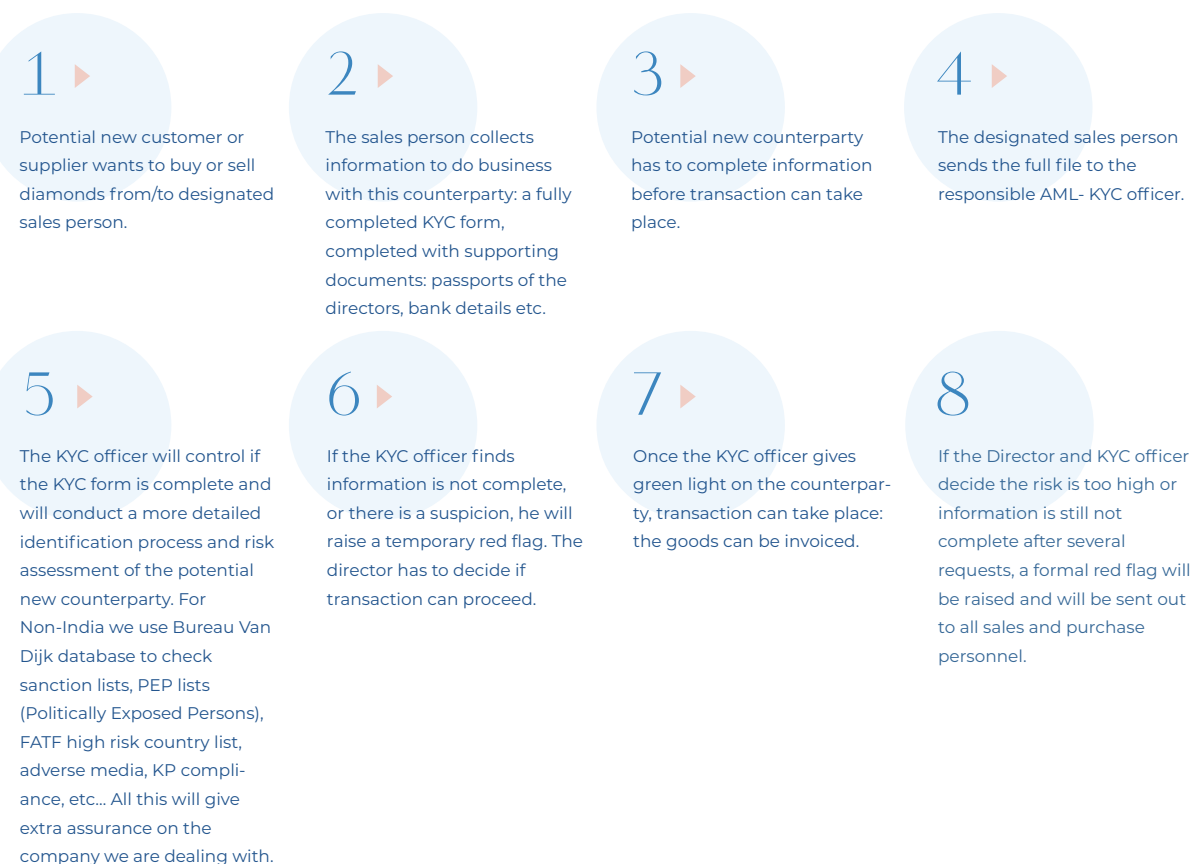 1
Potential new customer or
supplier wants to buy or sell
diamonds from/to designated
sales person.
2
The sales person collects
information to do business
with this counterparty: a fully
completed KYC form,
completed with supporting
documents: passports of the
directors, bank details etc.
3
Potential new counterparty
has to complete information
before transaction can take
place.
4
The designated sales person
sends the full file to the
responsible AML- KYC officer.
5
The KYC officer will control if
the KYC form is complete and
will conduct a more detailed
identification process and risk
assessment of the potential
new counterparty. For
Non-India we use Bureau Van
Dijk database to check
sanction lists, PEP lists
(Politically Exposed Persons),
FATF high risk country list,
adverse media, KP compli-
ance, etc... All this will give
extra assurance on the
company we are dealing with.
6
If the KYC officer finds
information is not complete,
or there is a suspicion, he will
raise a temporary red flag. The
director has to decide if
transaction can proceed.
7
Once the KYC officer gives
green light on the counterpar-
ty, transaction can take place:
the goods can be invoiced.
8
If the Director and KYC officer
decide the risk is too high or
information is still not
complete after several
requests, a formal red flag will
be raised and will be sent out
to all sales and purchase
personnel.